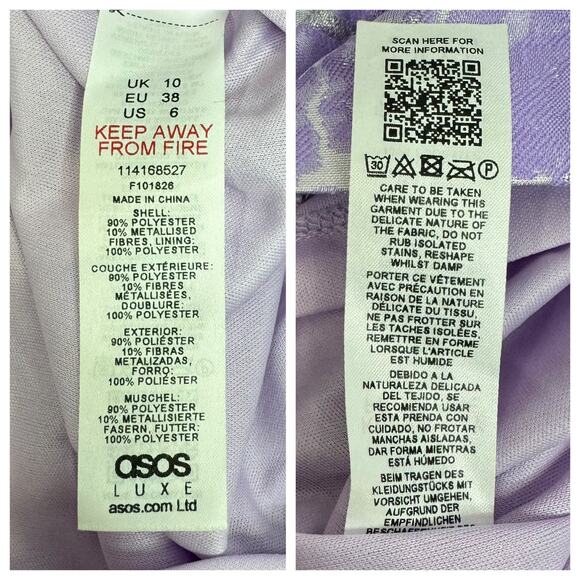 UK 10
EU 38
US 6
KEEP AWAY
FROM FIRE
114168527
F101826
MADE IN CHINA
SHELL:
90% POLYESTER
10% METALLISED
FIBRES, LINING:
100% POLYESTER
COUCHE EXTÉRIEURE:
90% POLYESTER
10% FIBRES
MÉTALLISÉES,
DOUBLURE:
100% POLYESTER
EXTERIOR:
90% POLIÉSTER
10% FIBRAS
METALIZADAS,
FORRO:
100% POLIÉSTER
MUSCHEL:
90% POLYESTER
10% METALLISIERTE
FASERN, FUTTER:
100% POLYESTER
asos
LUXE
asos.com Ltd
SCAN HERE FOR
MORE INFORMATION
30 P
CARE TO BE TAKEN
WHEN WEARING THIS
GARMENT DUE TO THE
DELICATE NATURE OF
THE FABRIC, DO NOT
RUB ISOLATED
STAINS, RESHAPE
WHILST DAMP
PORTER CE VÊTEMENT
AVEC PRÉCAUTION EN
RAISON DE LA NATURE
DÉLICATE DU TISSU,
NE PAS FROTTER SUR
LES TACHES ISOLÉES,
REMETTRE EN FORME
LORSQUE L'ARTICLE
EST HUMIDE
DEBIDO A LA
NATURALEZA DELICADA
DEL TEJIDO, SE
RECOMIENDA USAR
ESTA PRENDA CON
CUIDADO, NO FROTAR
MANCHAS AISLADAS,
DAR FORMA MIENTRAS
ESTÁ HÚMEDO
BEIM TRAGEN DES
KLEIDUNGSTÜCKS MIT
VORSICHT UMGEHEN,
AUFGRUND DER
EMPFINDLICHEN
BESCHAFFENHEIT DES